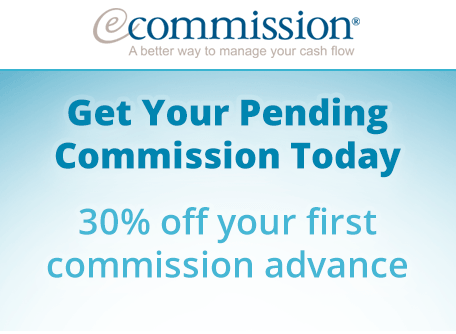 ecommission®
A better way to manage your cash flow
Get Your Pending
Commission Today
30% off your first
commission advance